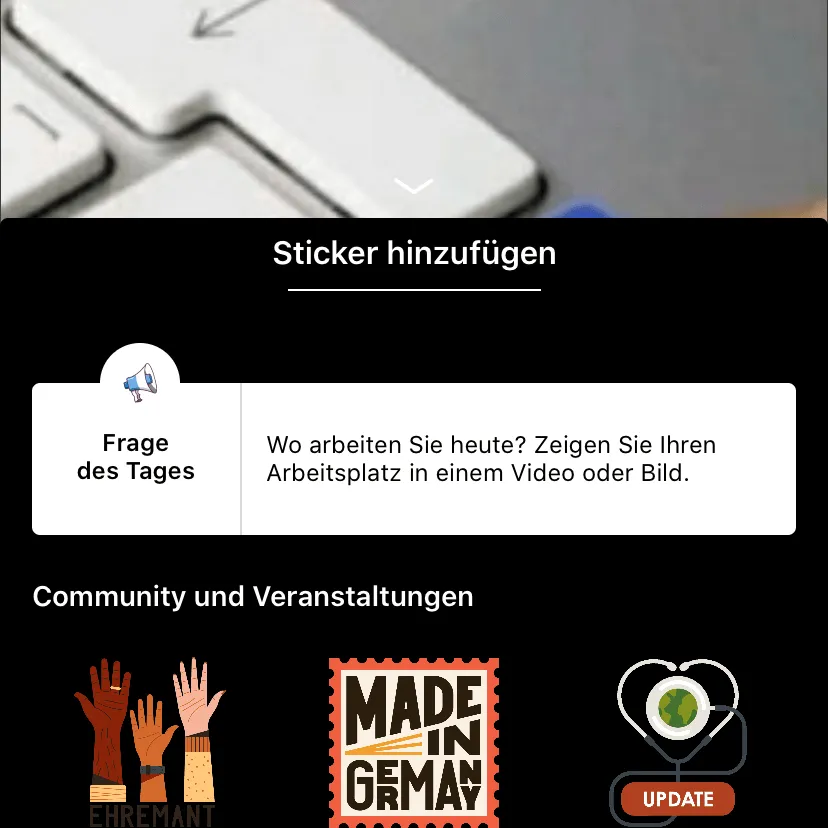 Sticker hinzufügen
Frage
des Tages
Wo arbeiten Sie heute? Zeigen Sie Ihren
Arbeitsplatz in einem Video oder Bild.
Community und Veranstaltungen
MADE
IN
GERMANY
UPDATE
EHREMANT